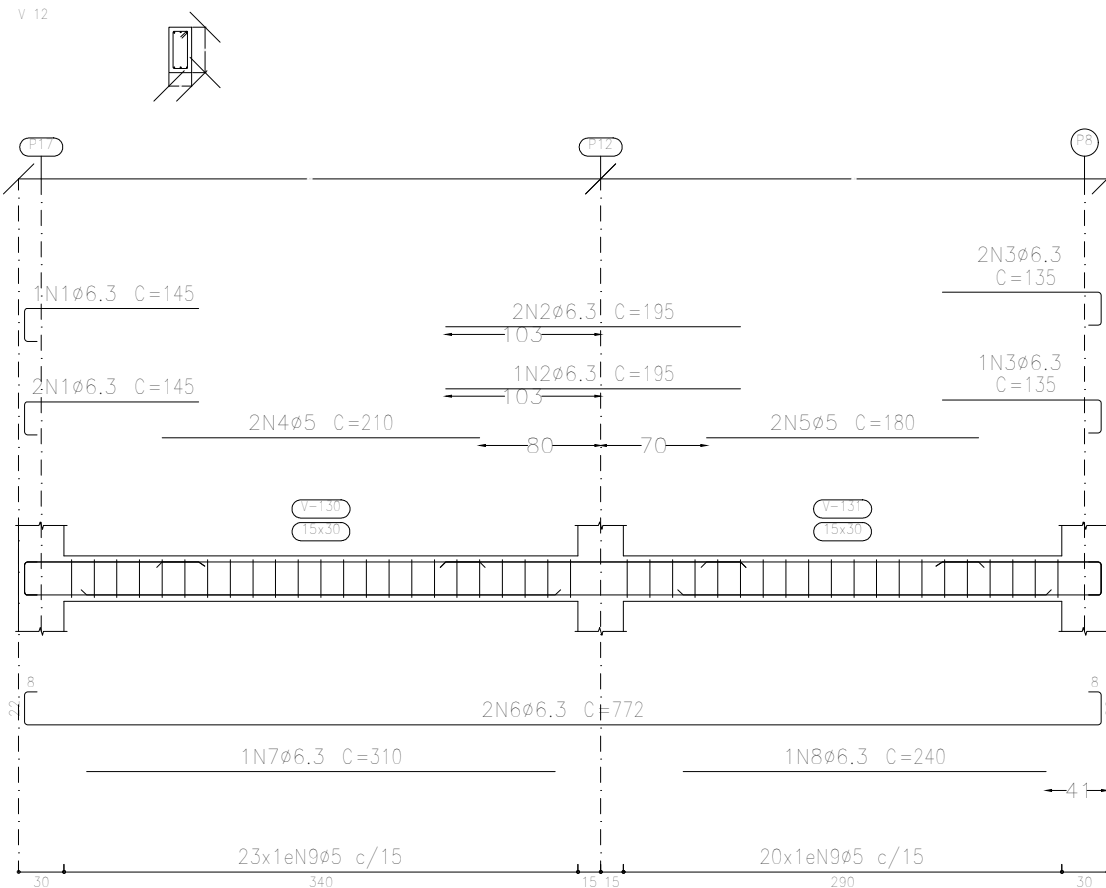 V 12
P17
P12
P8
2N3ø6.3
C=135
1N1ø6.3 C=145
2N2ø6.3 C=195
103
1N3ø6.3
C=135
2N1ø6.3 C=145
1N2ø6.3 C=195
103
2N4ø5 C=210
2N5ø5 C=180
80
70
V-130
V-131
15x30
15x30
8
8
22
2N6ø6.3 C=772
1N7ø6.3 C=310
1N8ø6.3 C=240
41
23x1eN9ø5 c/15
20x1eN9ø5 c/15
30
340
15
15
290
30